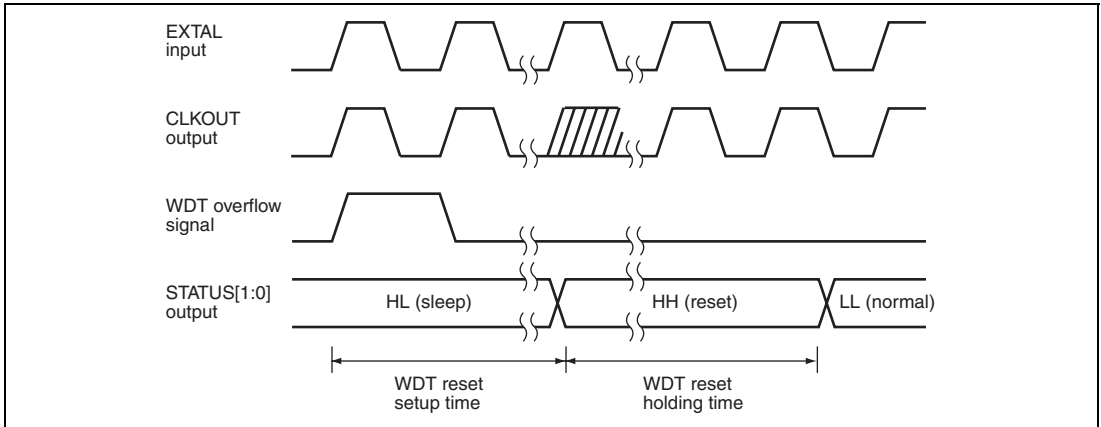 EXTAL
input
CLKOUT
output
WDT overflow
signal
STATUS[1:0]
output
HL (sleep)
HH (reset)
LL (normal)
WDT reset
setup time
WDT reset
holding time